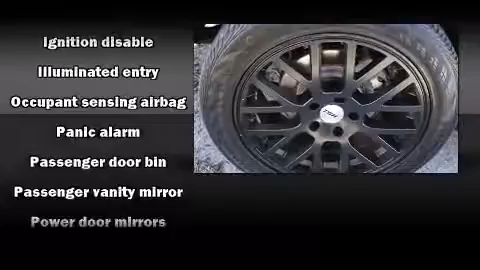 Ignition disable
Illuminated entry
Occupant sensing airbag
Panic alarm
Passenger door bin
Passenger vanity mirror
Power door mirrors